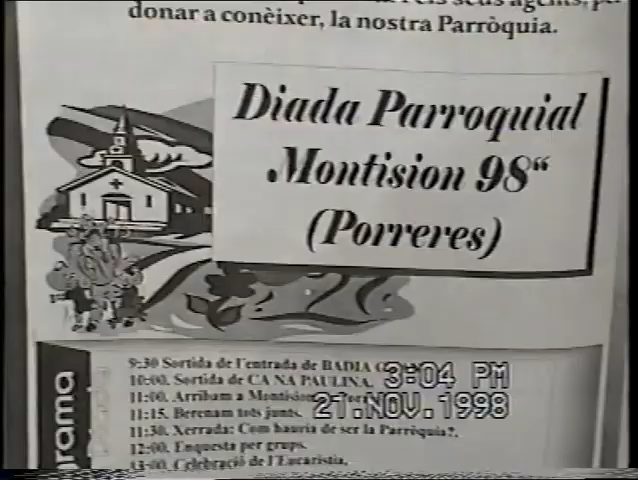 donar a conèixer, la nostra Parròquia.
Diada Parroquial
Montision 98"
(Porreres)
9:30 Sortida de l'entrada de BADIA
10:00. Sortida de CA NA PAULINA.
3:04 PM
11:00. Arribam a Montision
11:15. Berenam tots junts.
21.NOV.1998
11:30. Xerrada: Com hauria de ser la Parròquia?.
12:00. Enquesta per grups.
13:00. Celebració de l'Eucaristia.